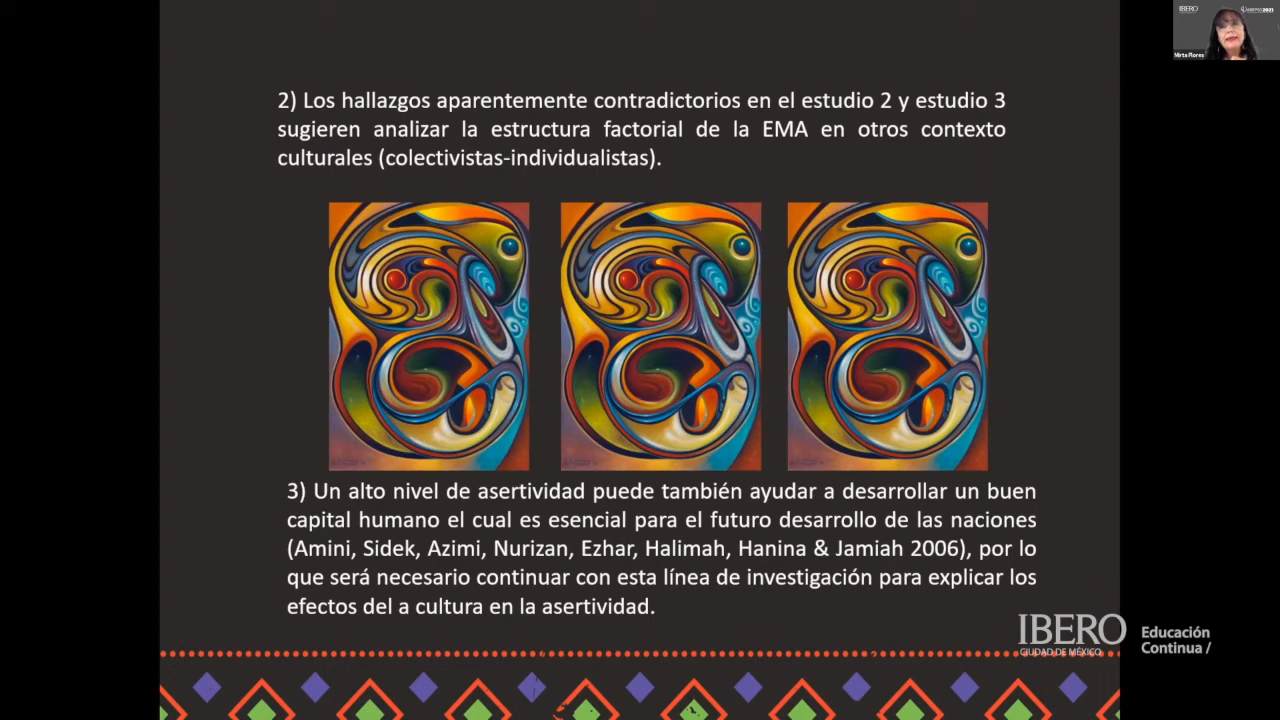 IBERO
2021
Mirta Flores
2) Los hallazgos aparentemente contradictorios en el estudio 2 y estudio 3
sugieren analizar la estructura factorial de la EMA en otros contexto
culturales (colectivistas-individualistas).
3) Un alto nivel de asertividad puede también ayudar a desarrollar un buen
capital humano el cual es esencial para el futuro desarrollo de las naciones
(Amini, Sidek, Azimi, Nurizan, Ezhar, Halimah, Hanina & Jamiah 2006), por lo
que será necesario continuar con esta línea de investigación para explicar los
efectos del a cultura en la asertividad.
IBERO
CIUDAD DE MÉXICO
Educación
Continua /